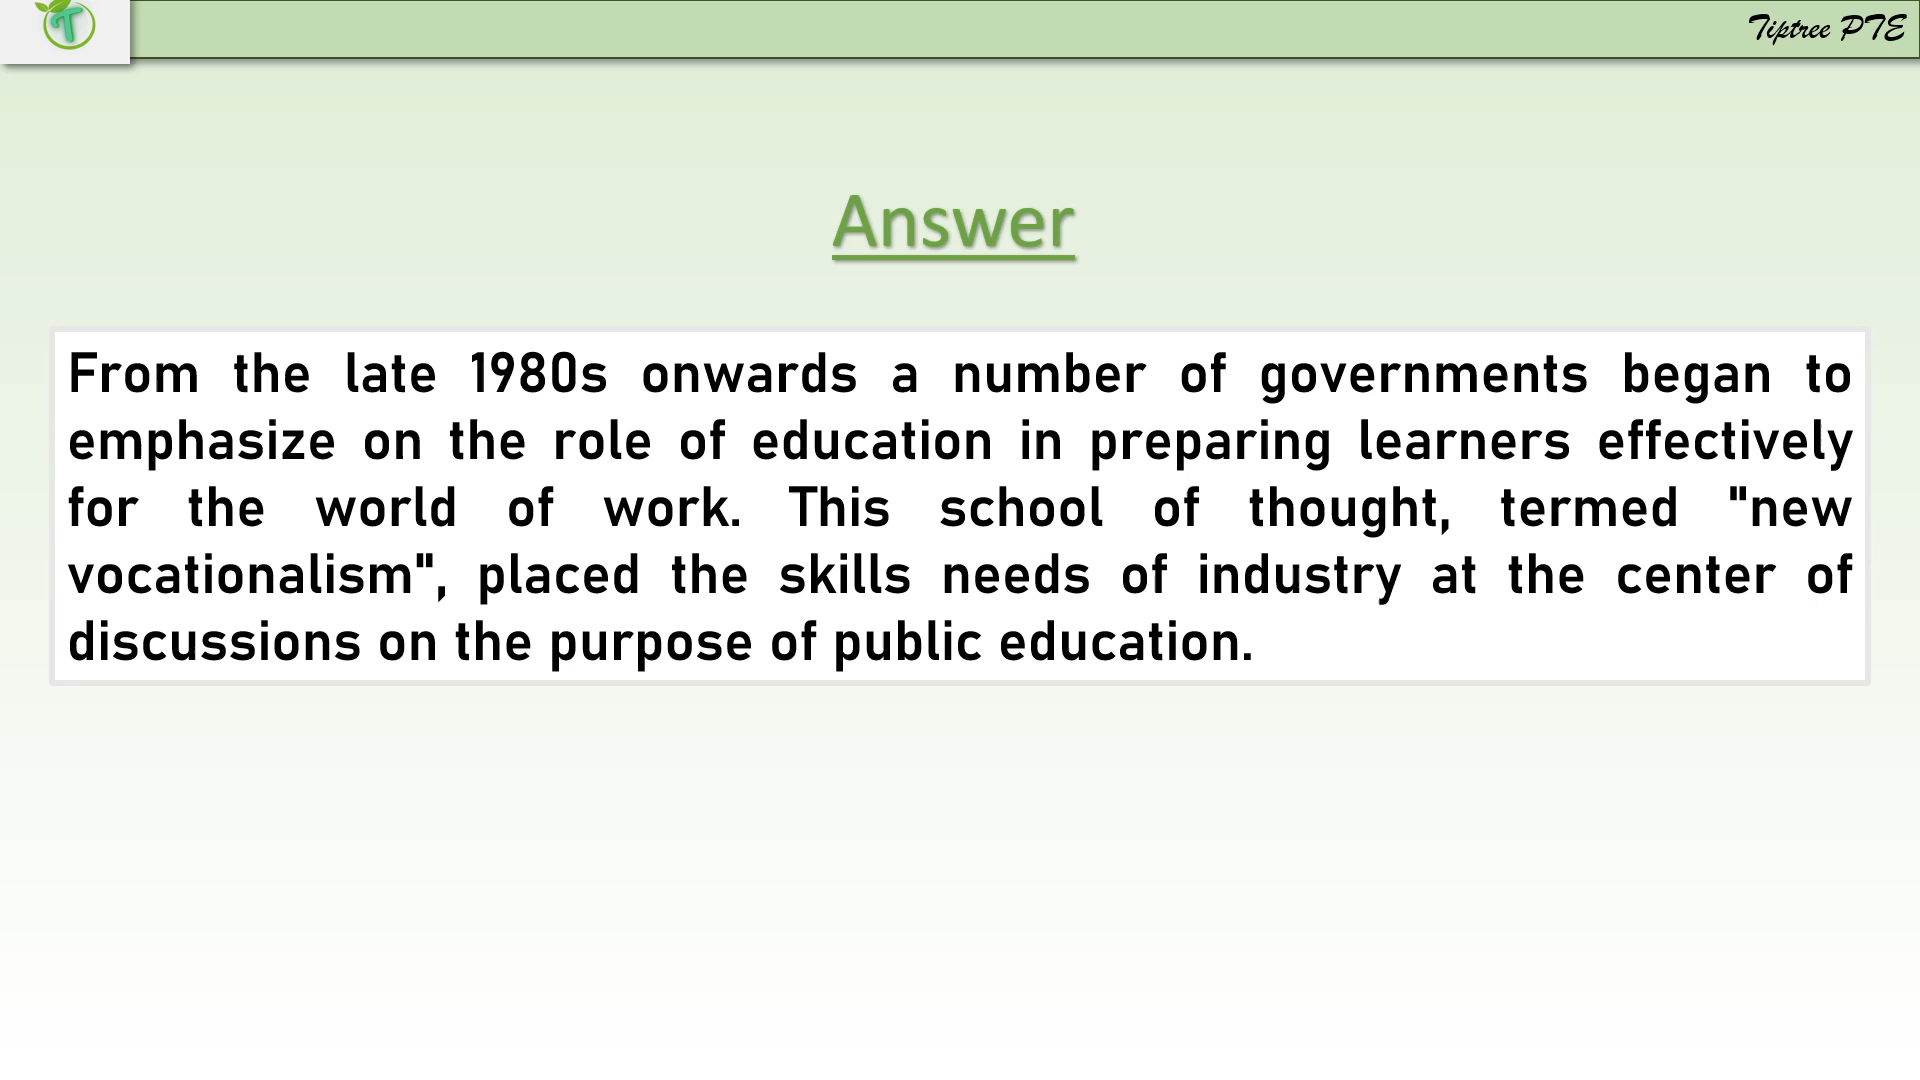 T
Tiptree PTE
Answer
From the late 1980s onwards a number of governments began to
emphasize on the role of education in preparing learners effectively
for the world of work. This school of thought, termed "new
vocationalism", placed the skills needs of industry at the center of
discussions on the purpose of public education.